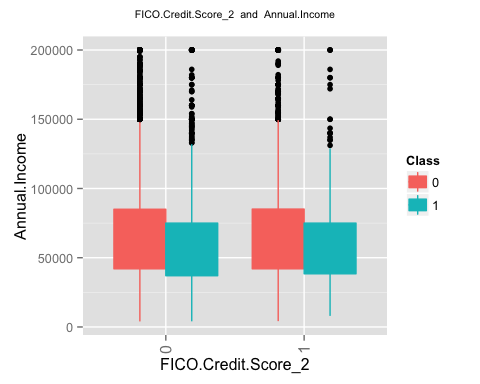 FICO.Credit.Score_2 and Annual.Income
200000
150000
100000
50000
0
Annual.Income
0
1
FICO.Credit.Score_2
Class
0
1